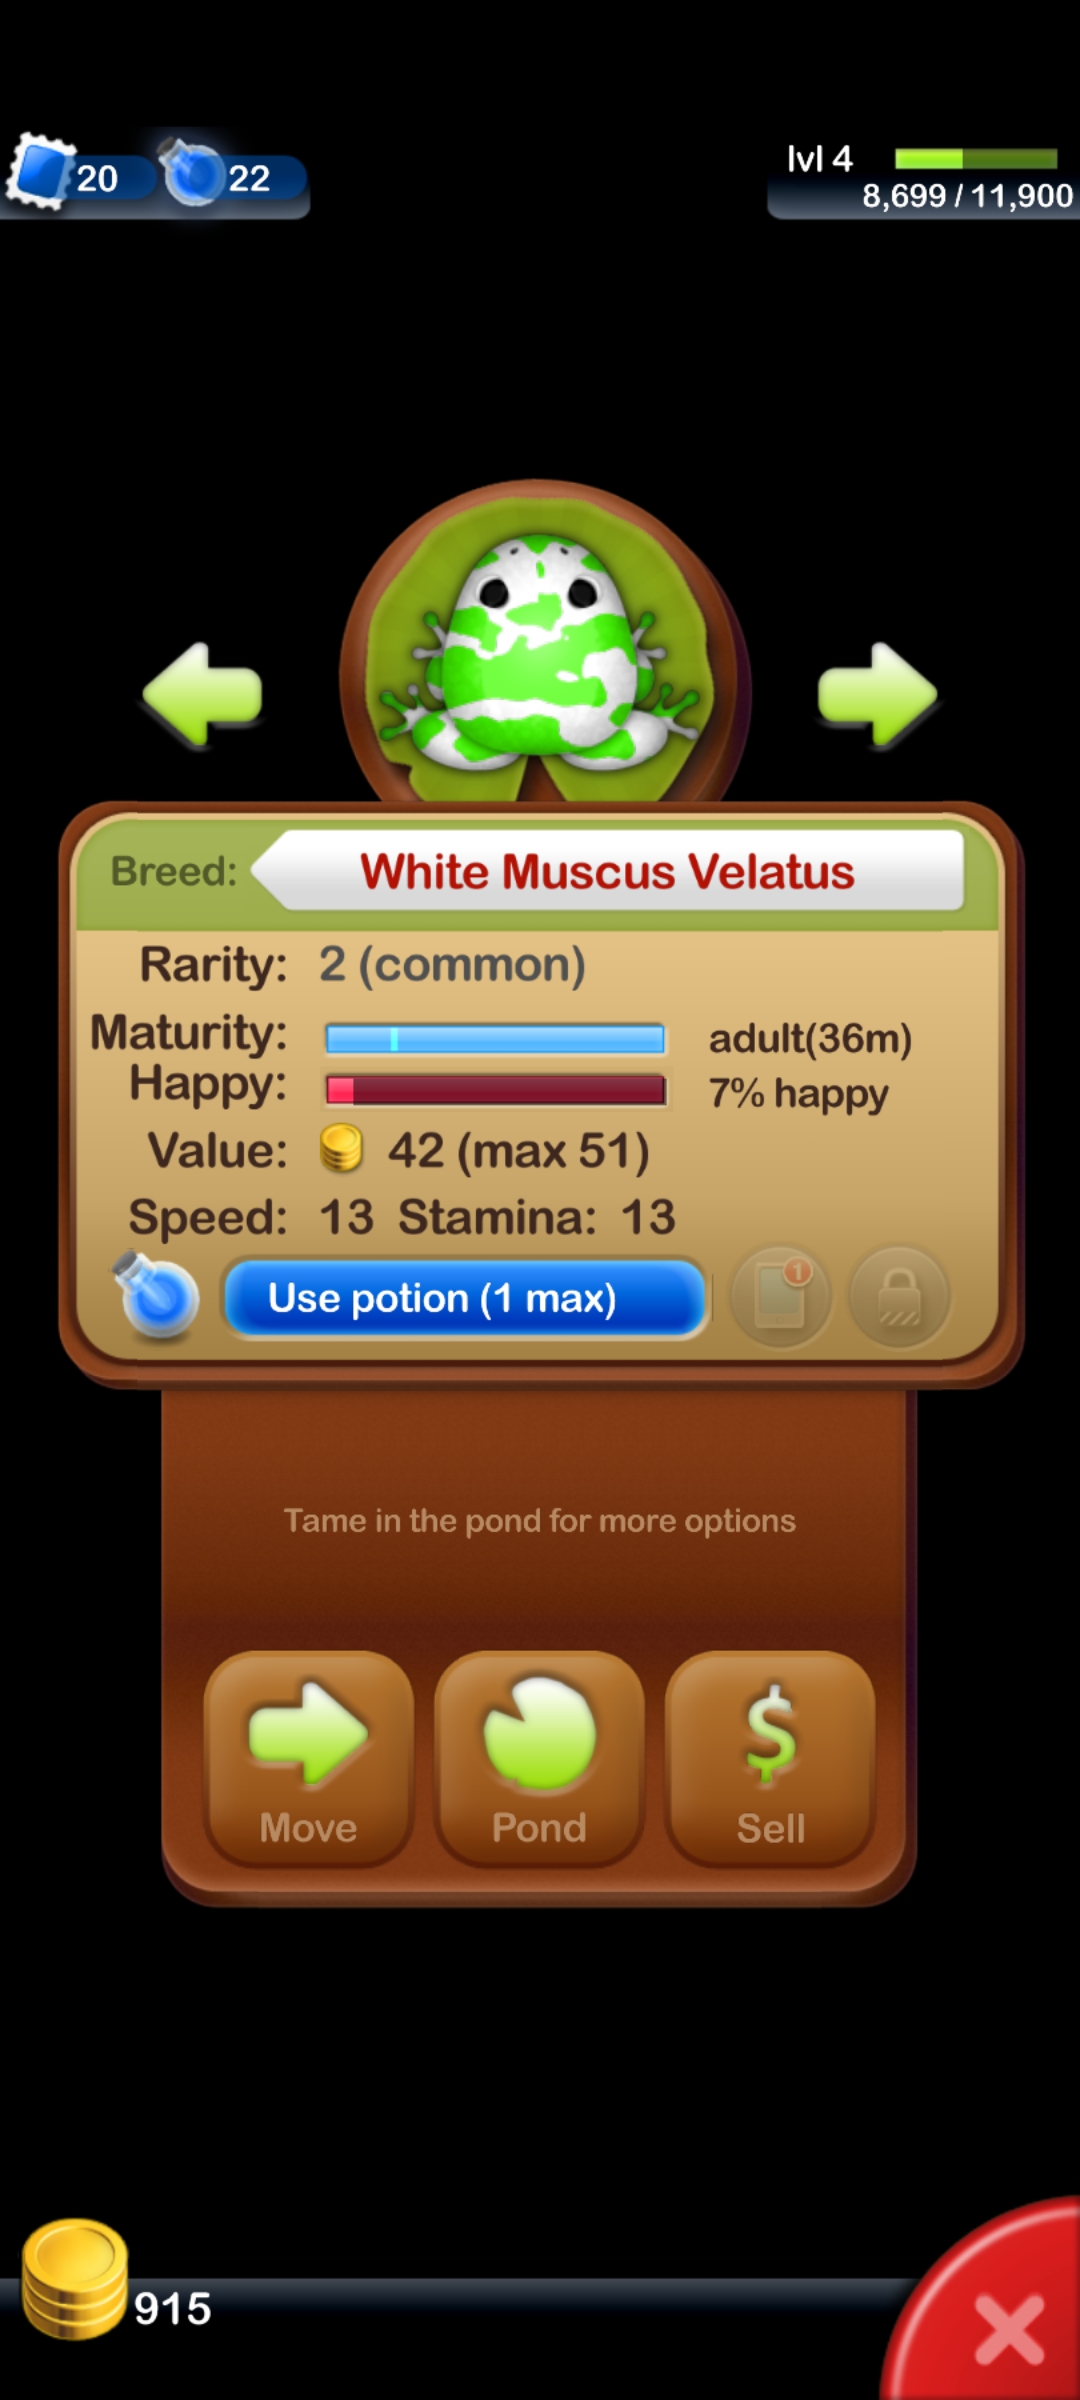 20 22
lvl 4
8,699 / 11,900
Breed: White Muscus Velatus
Rarity: 2 (common)
Maturity: adult(36m)
Happy: 7% happy
Value: 42 (max 51)
Speed: 13 Stamina: 13
Use potion (1 max) 1
Tame in the pond for more options
Move Pond $ Sell
915